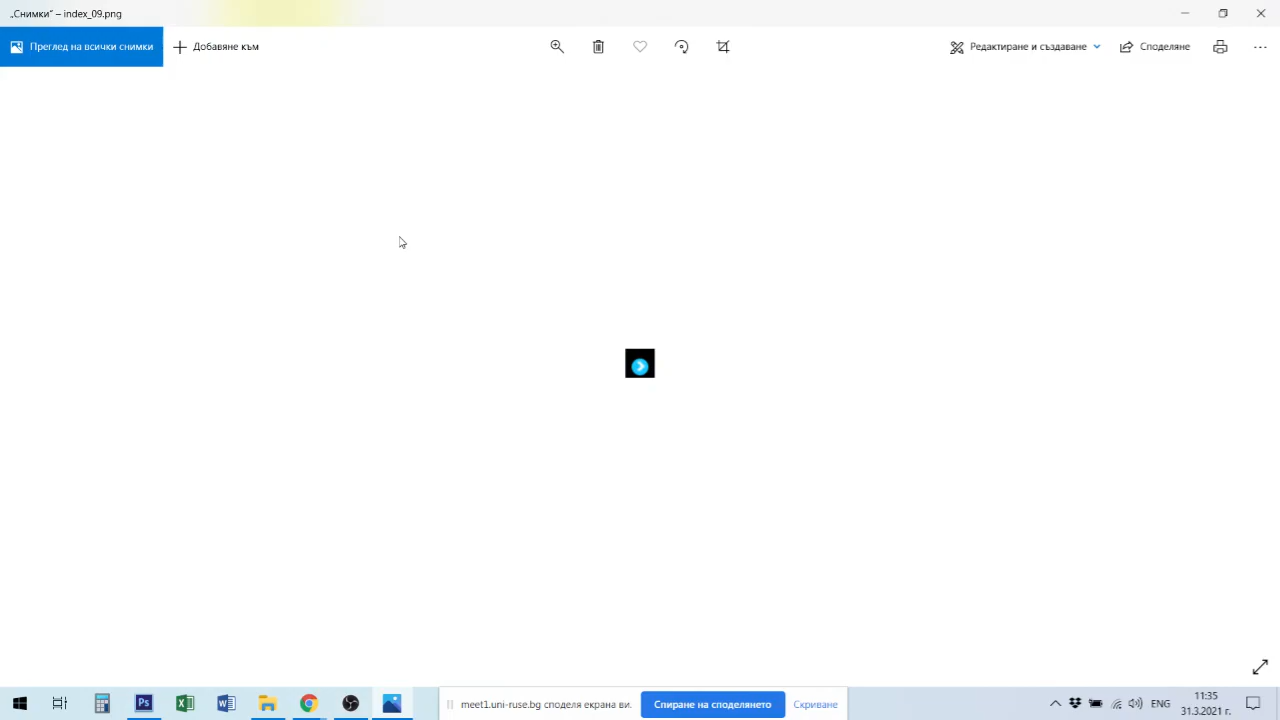 „Снимки“ – index_09.png
Преглед на всички снимки
Добавяне към
Редактиране и създаване
Споделяне
meet1.uni-ruse.bg споделя екрана ви.
Спиране на споделянето
Скриване
ENG
11:35
31.3.2021 г.